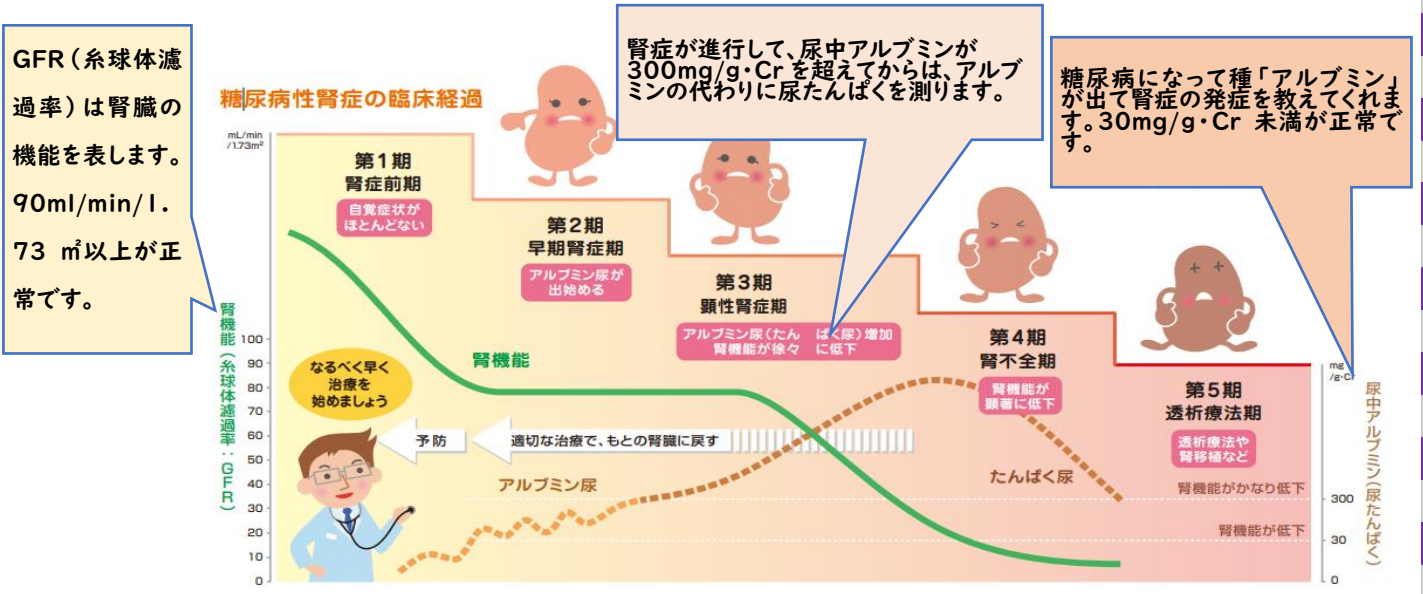 GFR（糸球体濾
過率）は腎臓の
機能を表します。
90ml/min/1.
73 ㎡以上が正
常です。
腎症が進行して、尿中アルブミンが
300mg/g・Cr を超えてからは、アルブ
ミンの代わりに尿たんぱくを測ります。
糖尿病になって種「アルブミン」
が出て腎症の発症を教えてくれま
す。30mg/g・Cr 未満が正常で
す。
糖尿病性腎症の臨床経過
mL/min
/1.73m²
第1期
腎症前期
自覚症状が
ほとんどない
第2期
早期腎症期
アルブミン尿が
出始める
第3期
顕性腎症期
アルブミン尿（たん ぱく尿）増加
腎機能が徐々 に低下
第4期
腎不全期
腎機能が
顕著に低下
第5期
透析療法期
透析療法や
腎移植など
腎機能（糸球体濾過率：GFR）
100
90
80
70
60
50
40
30
20
10
0
なるべく早く
治療を
始めましょう
腎機能
予防
適切な治療で、もとの腎臓に戻す
アルブミン尿
たんぱく尿
腎機能がかなり低下
腎機能が低下
mg
/g・Cr
300
30
0
尿中アルブミン（尿たんぱく）